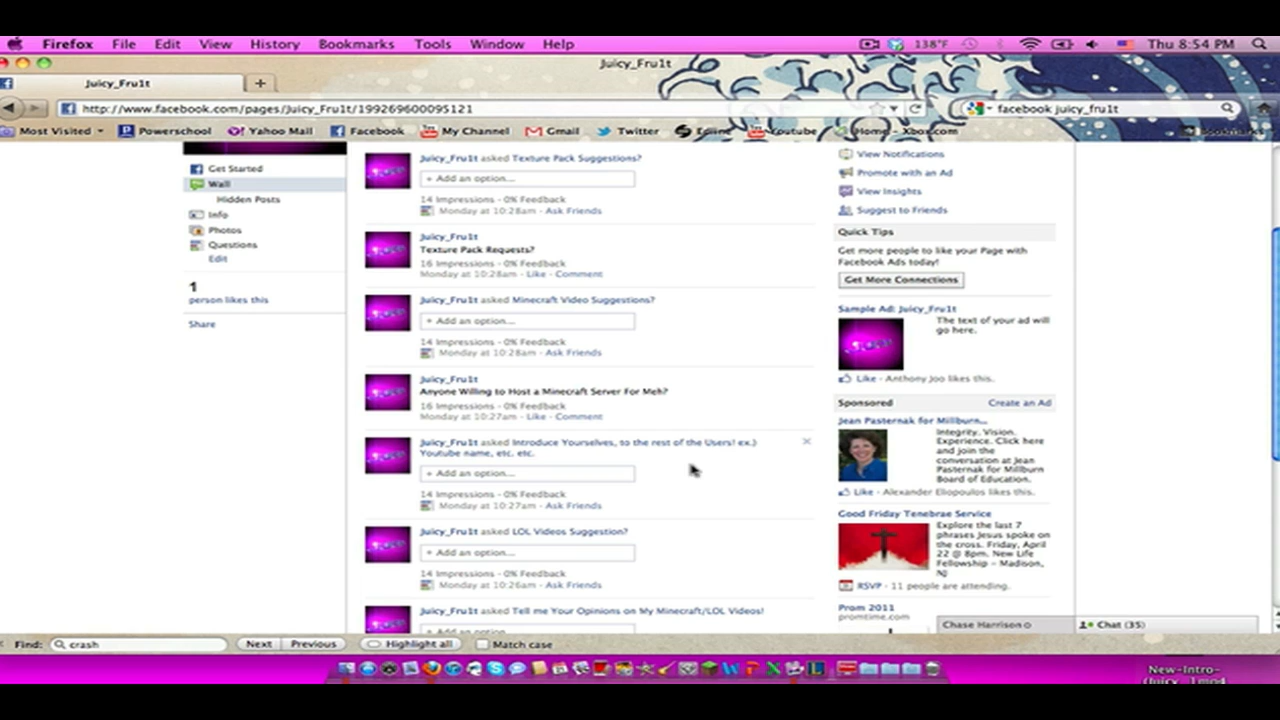 Firefox File Edit View History Bookmarks Tools Window Help 138°F Thu 8:54 PM
Juicy_Fru1t
Juicy_Fru1t
http://www.facebook.com/pages/Juicy_Fru1t/199269600095121 facebook juicy_fru1t
Most Visited Powerschool Yahoo Mail Facebook My Channel Gmail Twitter Youtube Home - Xbox.com
Get Started
Wall
Hidden Posts
Info
Photos
Questions
Edit
1
person likes this
Share
Juicy_Fru1t asked Texture Pack Suggestions?
+ Add an option...
14 Impressions · 0% Feedback
Monday at 10:28am · Ask Friends
Juicy_Fru1t
Texture Pack Requests?
16 Impressions · 0% Feedback
Monday at 10:28am · Like · Comment
Juicy_Fru1t asked Minecraft Video Suggestions?
+ Add an option...
14 Impressions · 0% Feedback
Monday at 10:28am · Ask Friends
Juicy_Fru1t
Anyone Willing to Host a Minecraft Server For Meh?
16 Impressions · 0% Feedback
Monday at 10:27am · Like · Comment
Juicy_Fru1t asked Introduce Yourselves, to the rest of the Users! ex.)
Youtube name, etc. etc.
+ Add an option...
14 Impressions · 0% Feedback
Monday at 10:27am · Ask Friends
Juicy_Fru1t asked LOL Videos Suggestion?
+ Add an option...
14 Impressions · 0% Feedback
Monday at 10:26am · Ask Friends
Juicy_Fru1t asked Tell me Your Opinions on My Minecraft/LOL Videos!
+ Add an option...
View Notifications
Promote with an Ad
View Insights
Suggest to Friends
Quick Tips
Get more people to like your Page with
Facebook Ads today!
Get More Connections
Sample Ad: Juicy_Fru1t
The text of your ad will
go here.
Like · Anthony Joo likes this.
Sponsored Create an Ad
Jean Pasternak for Millburn...
Integrity. Vision.
Experience. Click here
and join the
conversation at Jean
Pasternak for Millburn
Board of Education.
Like · Alexander Eliopoulos likes this.
Good Friday Tenebrae Service
Explore the last 7
phrases Jesus spoke on
the cross. Friday, April
22 @ 8pm. New Life
Fellowship - Madison,
NJ
RSVP · 11 people are attending.
Prom 2011
promtime.com
Chase Harrison Chat (35)
Find: crash Next Previous Highlight all Match case
New-Intro-